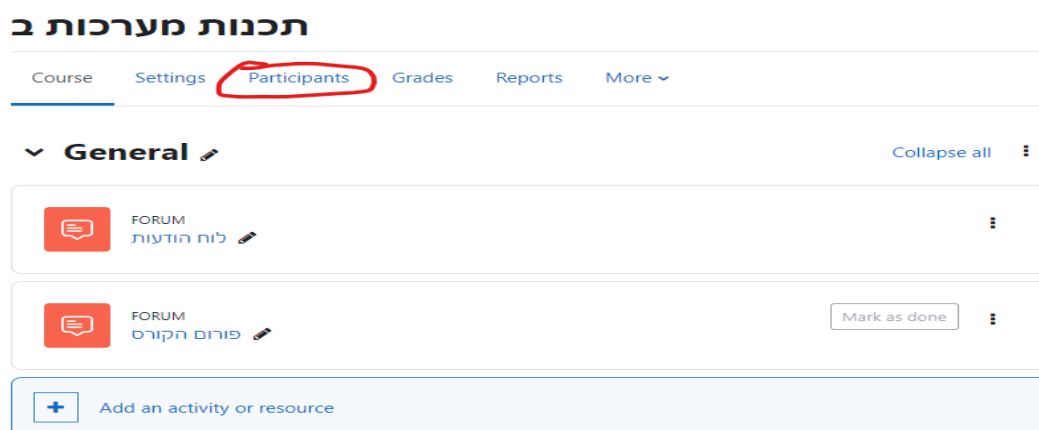 תכנות מערכות ב
Course Settings Participants Grades Reports More
General
Collapse all
FORUM
לוח הודעות
FORUM
פורום הקורס
Mark as done
Add an activity or resource